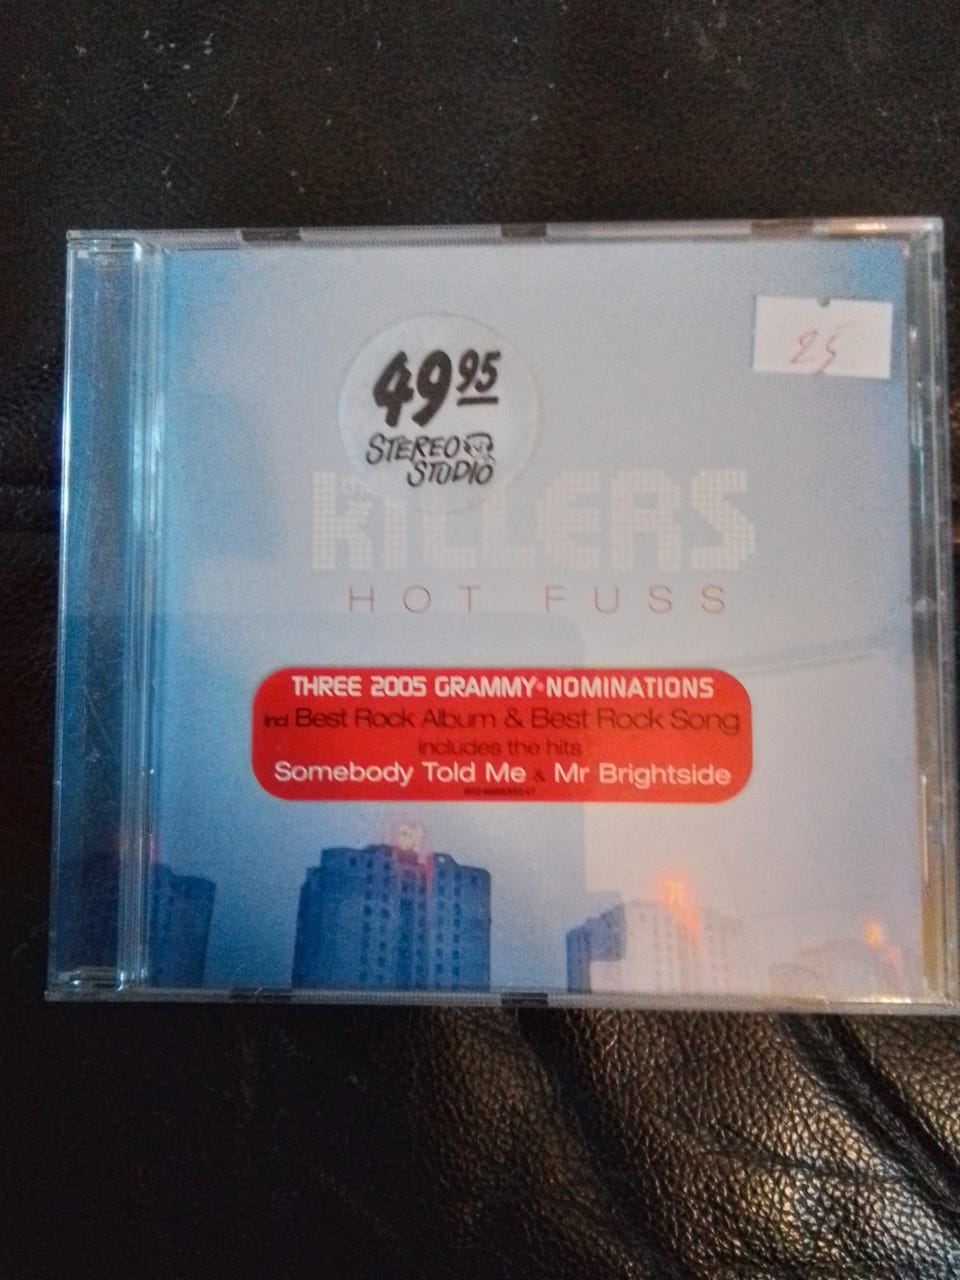 49 95
STEREO
STUDIO
25
the
KILLERS
HOT FUSS
THREE 2005 GRAMMY® NOMINATIONS
incl Best Rock Album & Best Rock Song
includes the hits
Somebody Told Me & Mr Brightside